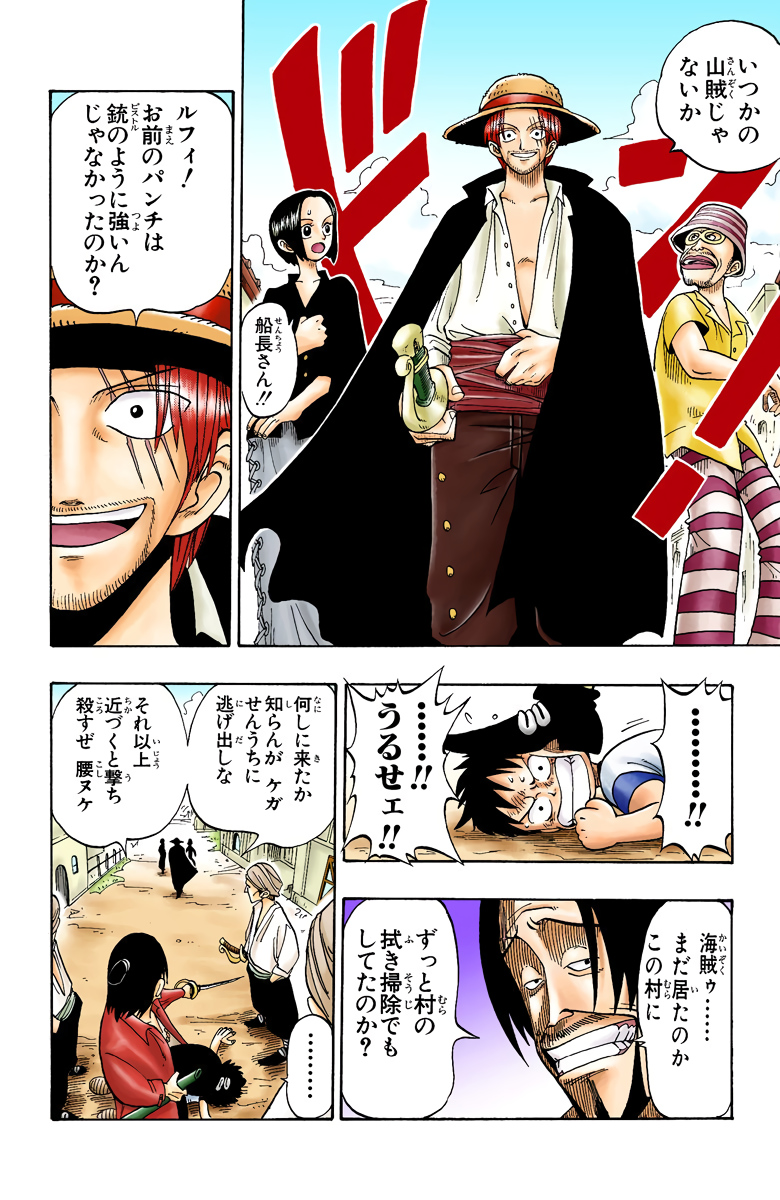 いつかの
山賊じゃ
ないか
ドン!
船長さん!!
ルフィ!
お前のパンチは
銃のように強いん
じゃなかったのか?
………!!
……!!
うるせェ!!
海賊ゥ……
まだ居たのか
この村に
ずっと村の
拭き掃除でも
してたのか?
何しに来たか
知らんが ケガ
せんうちに
逃げ出しな
それ以上
近づくと撃ち
殺すぜ 腰ヌケ
……